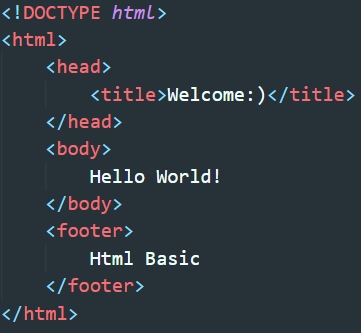 <!DOCTYPE html>
<html>
    <head>
        <title>Welcome:)</title>
    </head>
    <body>
        Hello World!
    </body>
    <footer>
        Html Basic
    </footer>
</html>